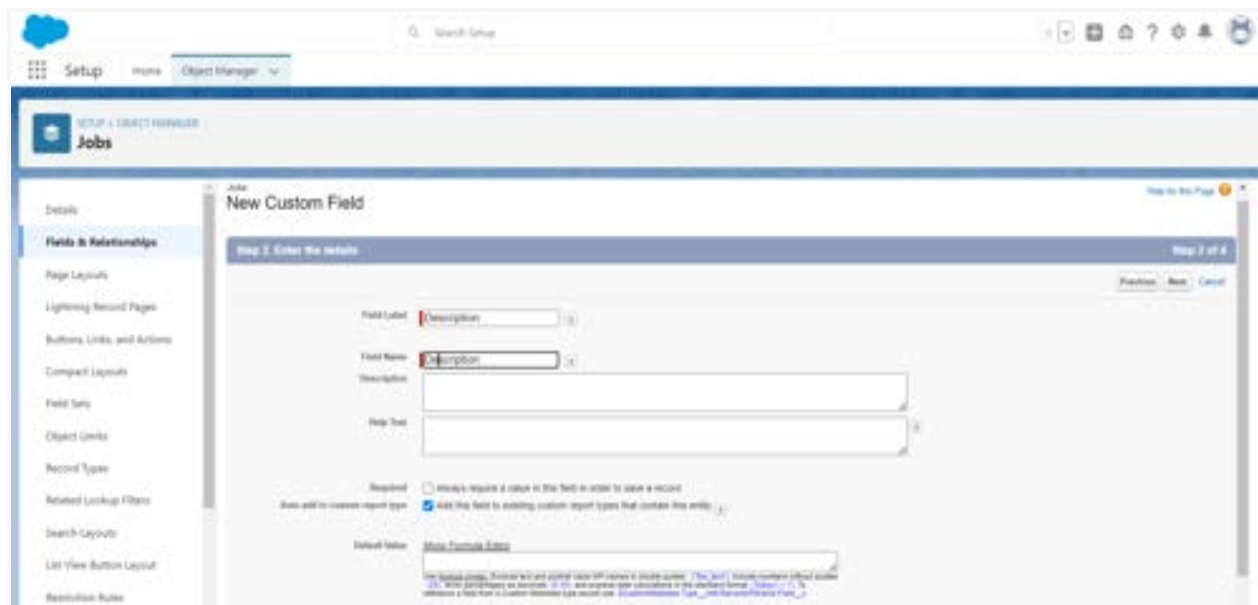 Search Setup
Setup
Home
Object Manager
SETUP > OBJECT MANAGER
Jobs
Details
Fields & Relationships
Page Layouts
Lightning Record Pages
Buttons, Links, and Actions
Compact Layouts
Field Sets
Object Limits
Record Types
Related Lookup Filters
Search Layouts
List View Button Layout
Restriction Rules
Jobs
New Custom Field
Help for this Page
Step 2. Enter the details
Step 2 of 4
Previous Next Cancel
Field Label Description
Field Name Description
Description
Help Text
Required Always require a value in this field in order to save a record
Auto add to custom report type Add this field to existing custom report types that contain this entity
Default Value Show Formula Editor